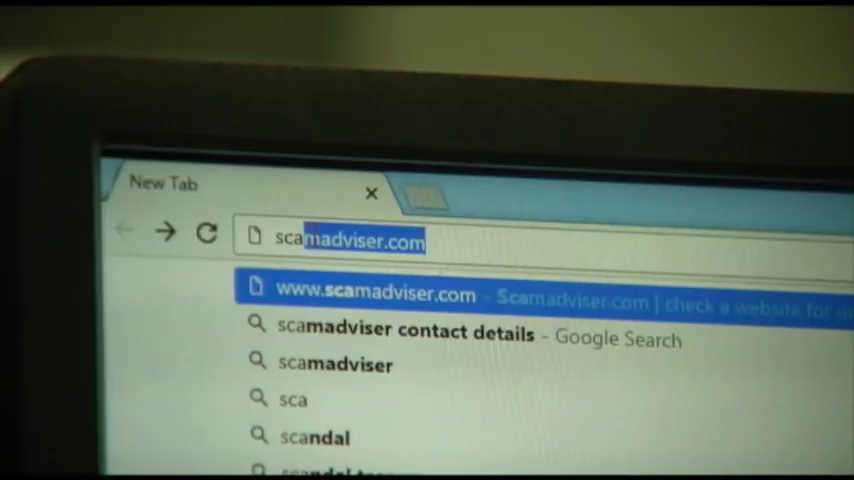 New Tab
scamadviser.com
www.scamadviser.com - Scamadviser.com | check a website for
scamadviser contact details - Google Search
scamadviser
sca
scandal
scandal